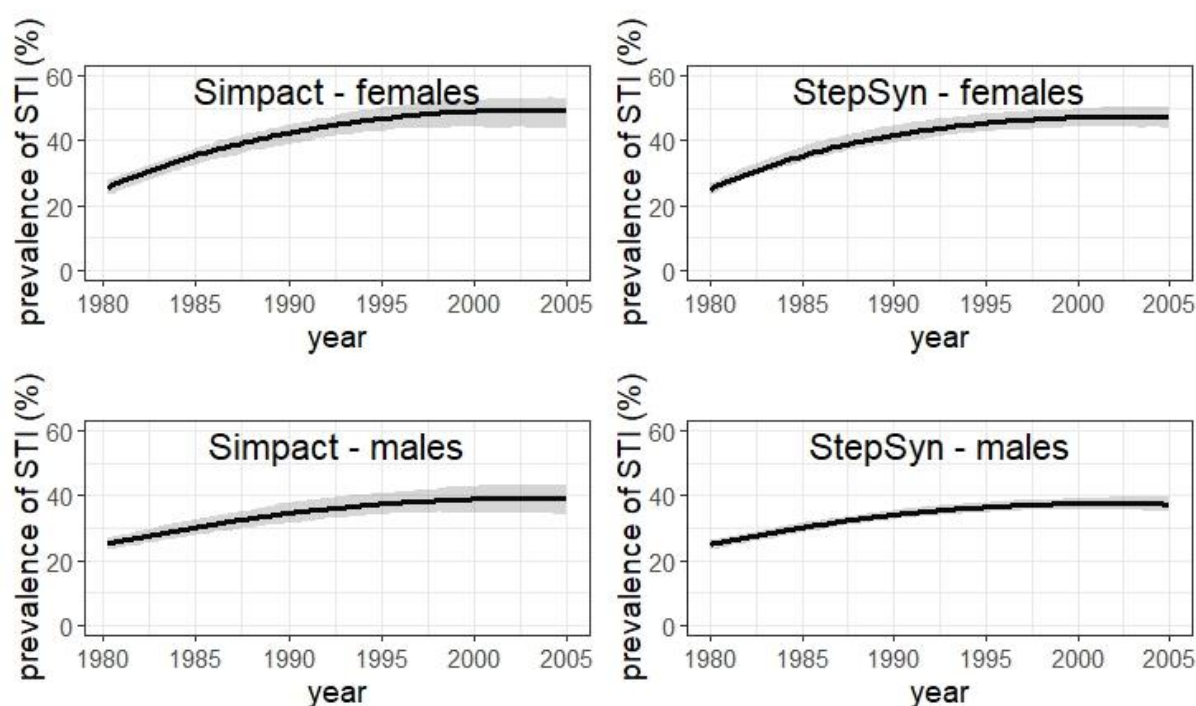 prevalence of STI (%)
Simpact - females
60
40
20
0
1980 1985 1990 1995 2000 2005
year
prevalence of STI (%)
StepSyn - females
60
40
20
0
1980 1985 1990 1995 2000 2005
year
prevalence of STI (%)
Simpact - males
60
40
20
0
1980 1985 1990 1995 2000 2005
year
prevalence of STI (%)
StepSyn - males
60
40
20
0
1980 1985 1990 1995 2000 2005
year